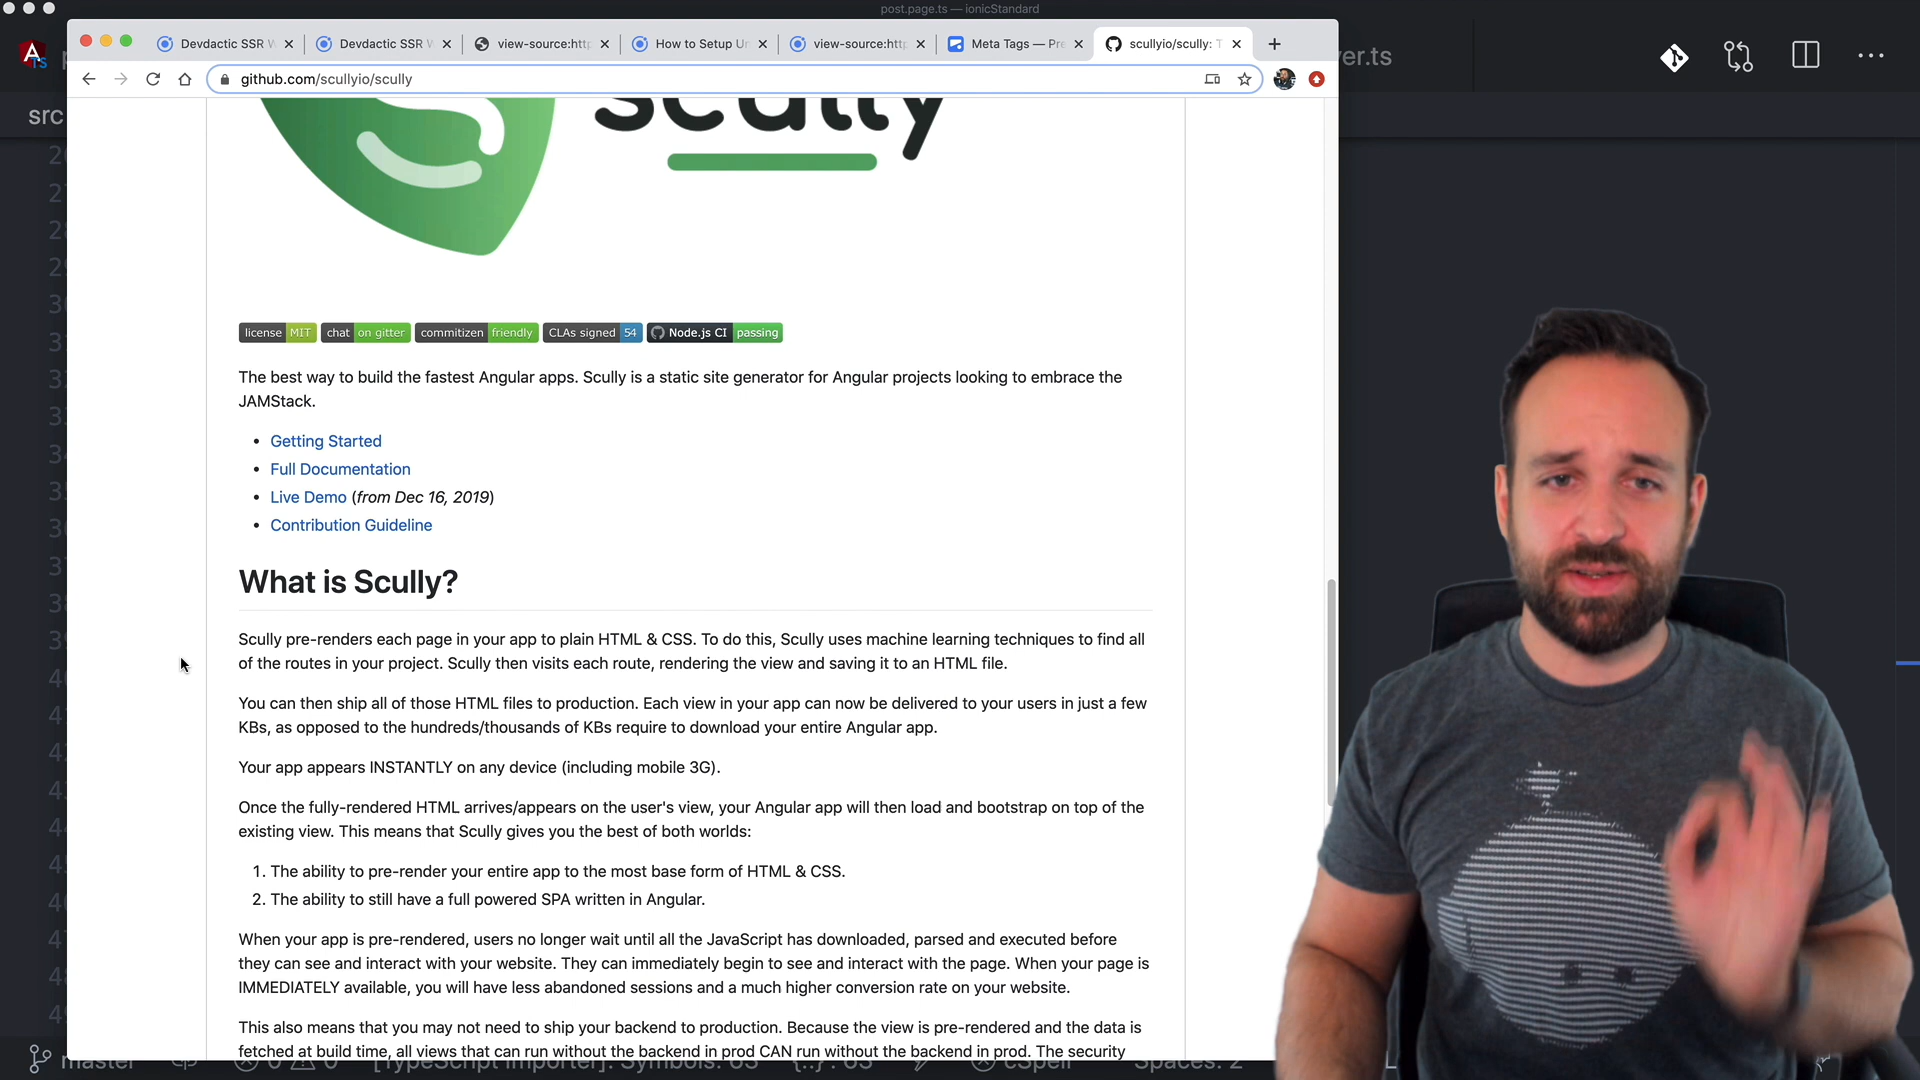 post.page.ts — ionicStandard
Devdactic SSR W
Devdactic SSR W
view-source:http
How to Setup Un
view-source:http
Meta Tags — Pre
scullyio/scully: T
er.ts
github.com/scullyio/scully
src
scully
license MIT chat on gitter commitizen friendly CLAs signed 54 Node.js CI passing
The best way to build the fastest Angular apps. Scully is a static site generator for Angular projects looking to embrace the
JAMStack.
Getting Started
Full Documentation
Live Demo (from Dec 16, 2019)
Contribution Guideline
What is Scully?
Scully pre-renders each page in your app to plain HTML & CSS. To do this, Scully uses machine learning techniques to find all
of the routes in your project. Scully then visits each route, rendering the view and saving it to an HTML file.
You can then ship all of those HTML files to production. Each view in your app can now be delivered to your users in just a few
KBs, as opposed to the hundreds/thousands of KBs require to download your entire Angular app.
Your app appears INSTANTLY on any device (including mobile 3G).
Once the fully-rendered HTML arrives/appears on the user's view, your Angular app will then load and bootstrap on top of the
existing view. This means that Scully gives you the best of both worlds:
1. The ability to pre-render your entire app to the most base form of HTML & CSS.
2. The ability to still have a full powered SPA written in Angular.
When your app is pre-rendered, users no longer wait until all the JavaScript has downloaded, parsed and executed before
they can see and interact with your website. They can immediately begin to see and interact with the page. When your page is
IMMEDIATELY available, you will have less abandoned sessions and a much higher conversion rate on your website.
This also means that you may not need to ship your backend to production. Because the view is pre-rendered and the data is
fetched at build time, all views that can run without the backend in prod CAN run without the backend in prod. The security
master 0 0 [TypeScript Importer]: Symbols: 63 {..} : 63 cSpell Spaces: 2